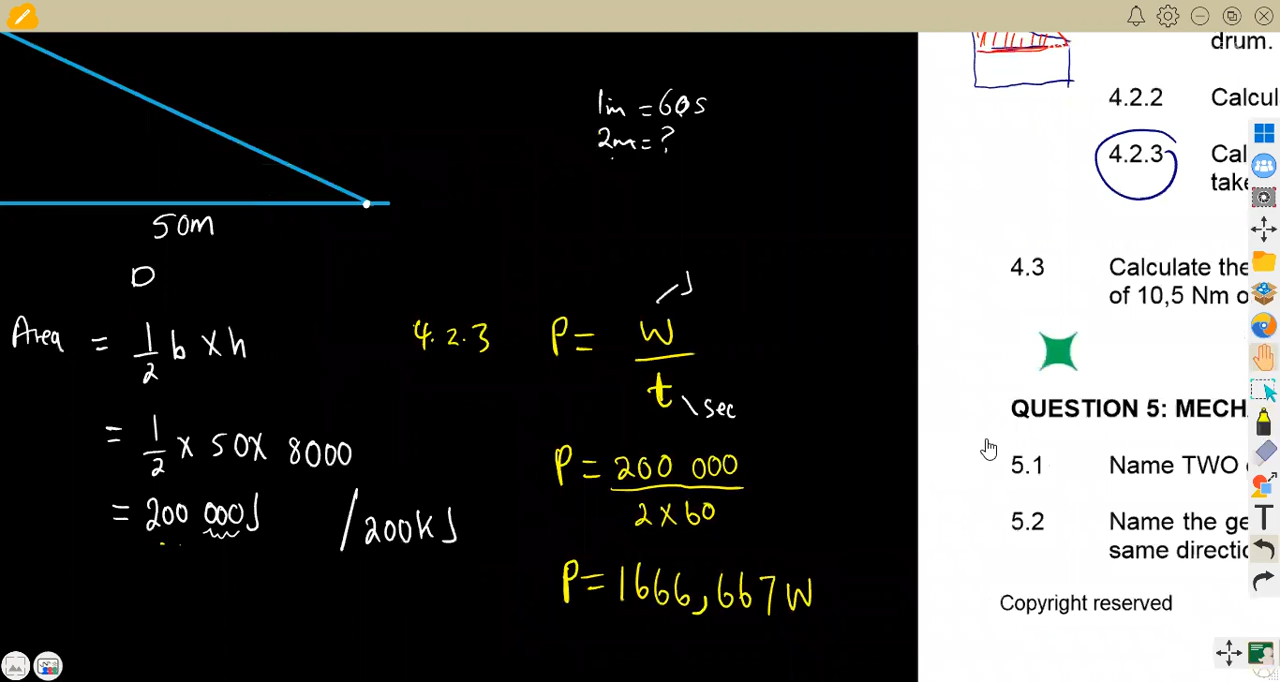 1m = 60s
2m = ?
50m
D
Area = 1/2 b x h
= 1/2 x 50 x 8000
= 200 000J /200kJ
4.2.3 P = W/t
J
sec
P = 200 000 / 2 x 60
P = 1666,667W
drum.
4.2.2 Calcul
4.2.3 Cal
take
4.3 Calculate the
of 10,5 Nm o
QUESTION 5: MECH
5.1 Name TWO
5.2 Name the ge
same directio
Copyright reserved
T